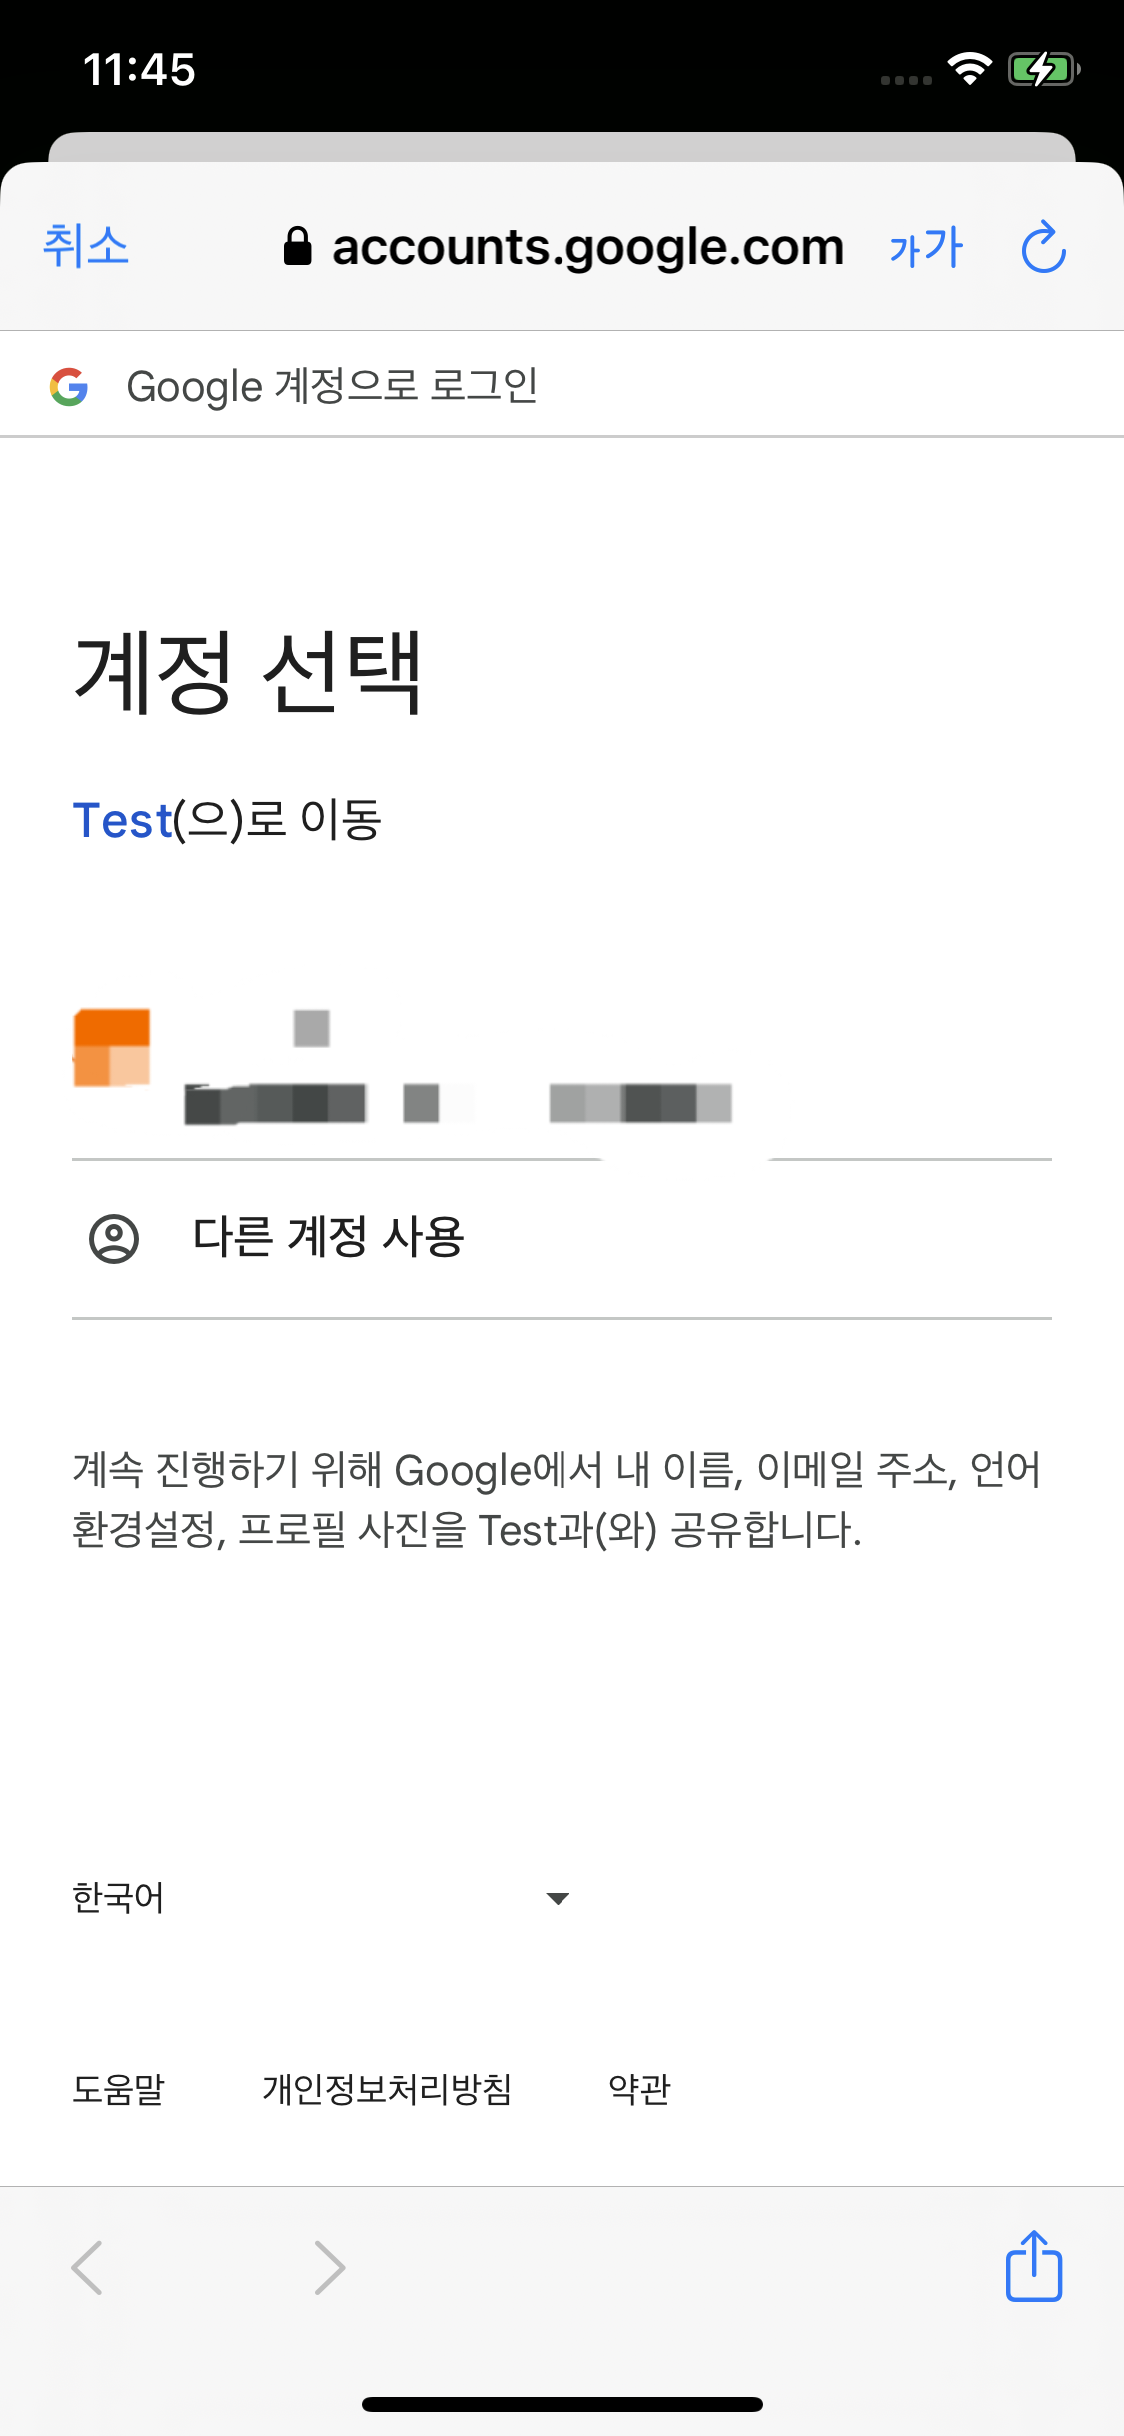 11:45
취소
accounts.google.com
가가
Google 계정으로 로그인
계정 선택
Test(으)로 이동
다른 계정 사용
계속 진행하기 위해 Google에서 내 이름, 이메일 주소, 언어
환경설정, 프로필 사진을 Test과(와) 공유합니다.
한국어
도움말
개인정보처리방침
약관